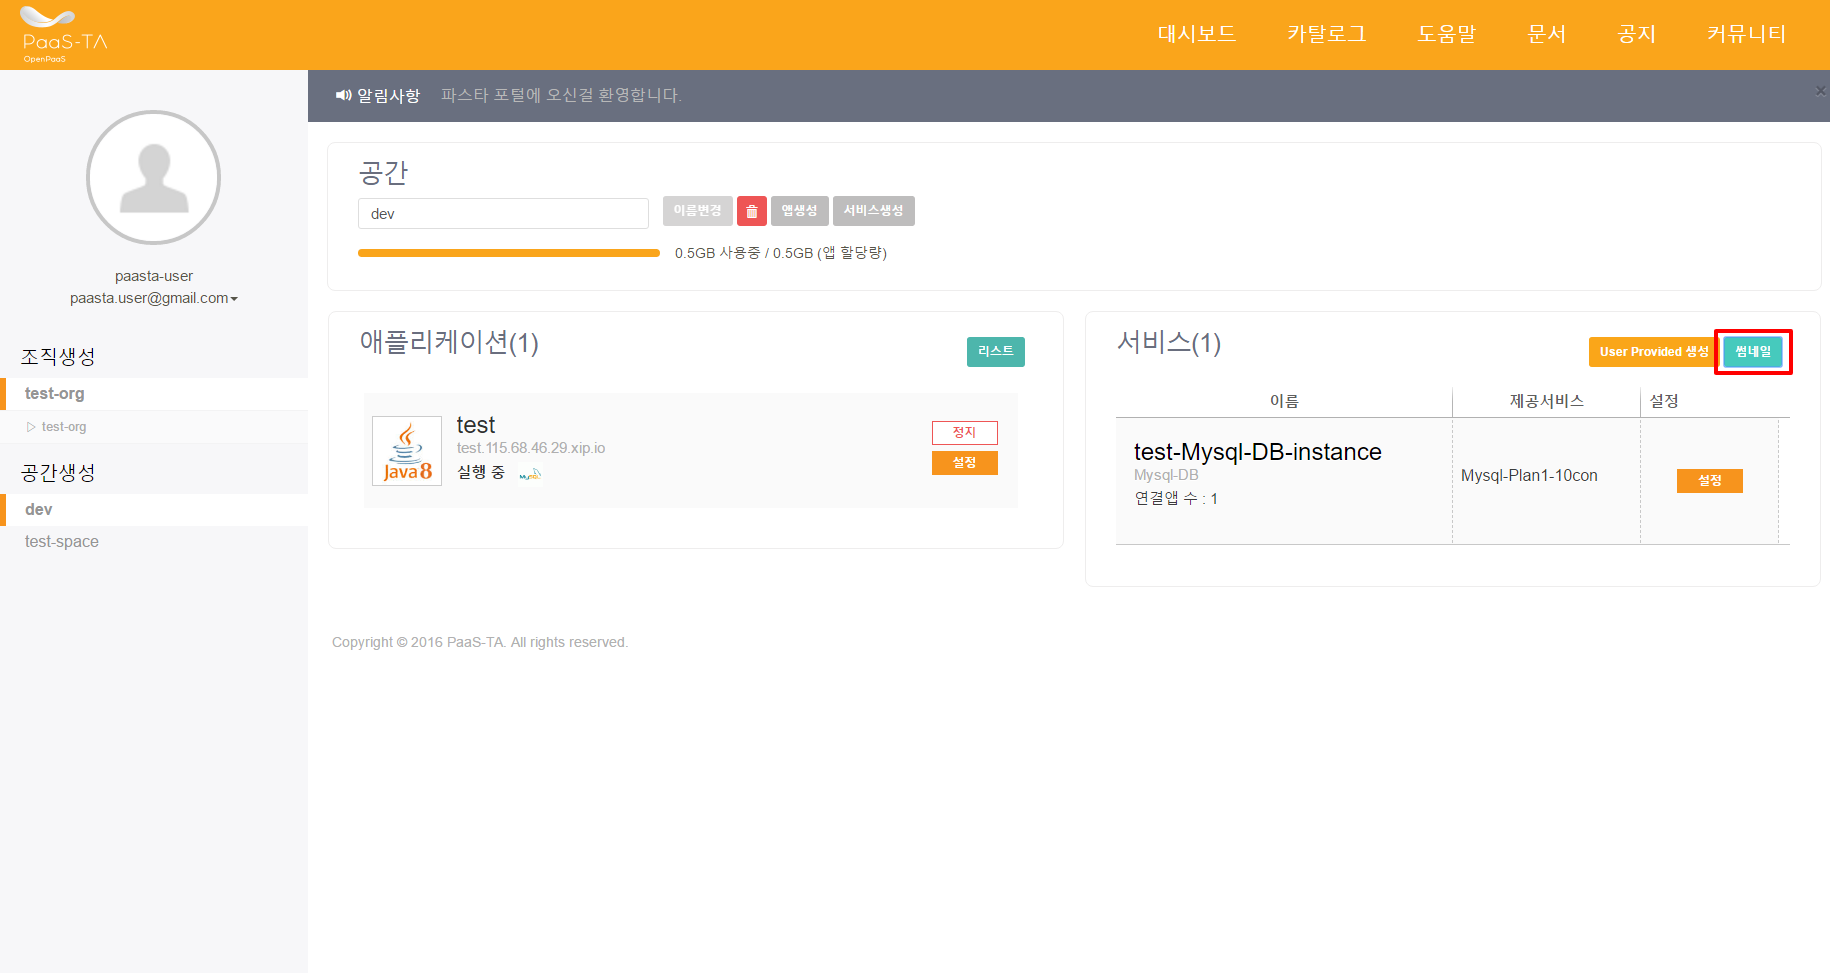 PaaS-TA
OpenPaaS
대시보드 카탈로그 도움말 문서 공지 커뮤니티
알림사항 파스타 포털에 오신걸 환영합니다.
paasta-user
paasta.user@gmail.com
조직생성
test-org
test-org
공간생성
dev
test-space
공간
dev 이름변경 앱생성 서비스생성
0.5GB 사용중 / 0.5GB (앱 할당량)
애플리케이션(1) 리스트
Java 8
test
test.115.68.46.29.xip.io
실행 중 MySQL
정지
설정
서비스(1) User Provided 생성 썸네일
이름 제공서비스 설정
test-Mysql-DB-instance
Mysql-DB
연결앱 수 : 1
Mysql-Plan1-10con
설정
Copyright © 2016 PaaS-TA. All rights reserved.